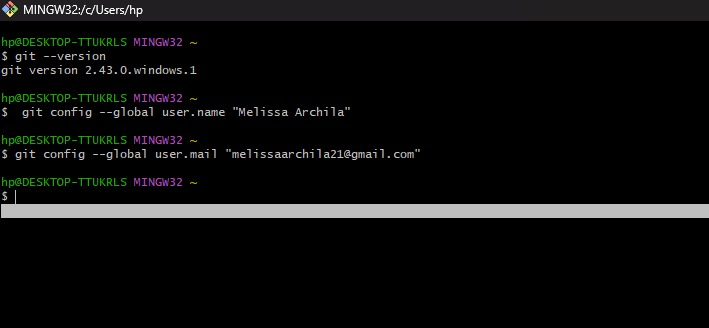 MINGW32:/c/Users/hp
hp@DESKTOP-TTUKRLS MINGW32 ~
$ git --version
git version 2.43.0.windows.1
hp@DESKTOP-TTUKRLS MINGW32 ~
$  git config --global user.name "Melissa Archila"
hp@DESKTOP-TTUKRLS MINGW32 ~
$ git config --global user.mail "melissaarchila21@gmail.com"
hp@DESKTOP-TTUKRLS MINGW32 ~
$